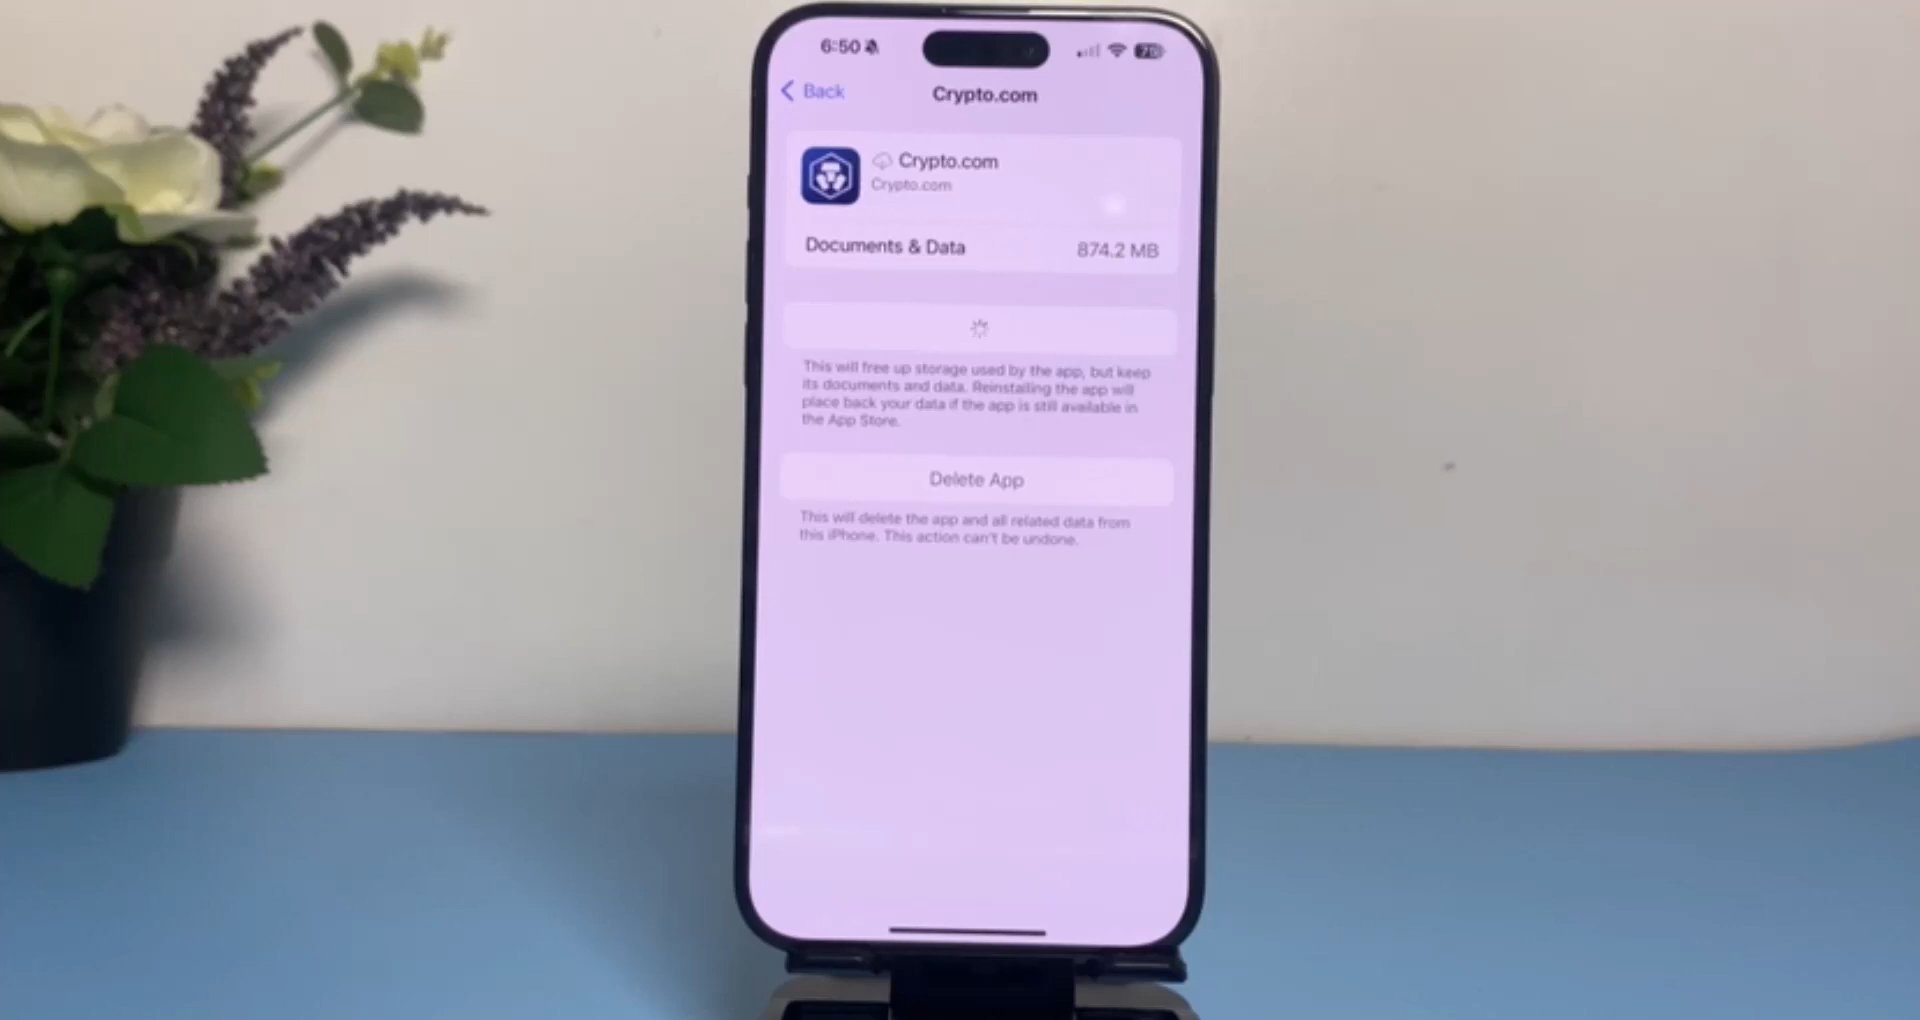 6:50
70
Back
Crypto.com
Crypto.com
Crypto.com
Documents & Data
874.2 MB
This will free up storage used by the app, but keep
its documents and data. Reinstalling the app will
place back your data if the app is still available in
the App Store.
Delete App
This will delete the app and all related data from
this iPhone. This action can't be undone.